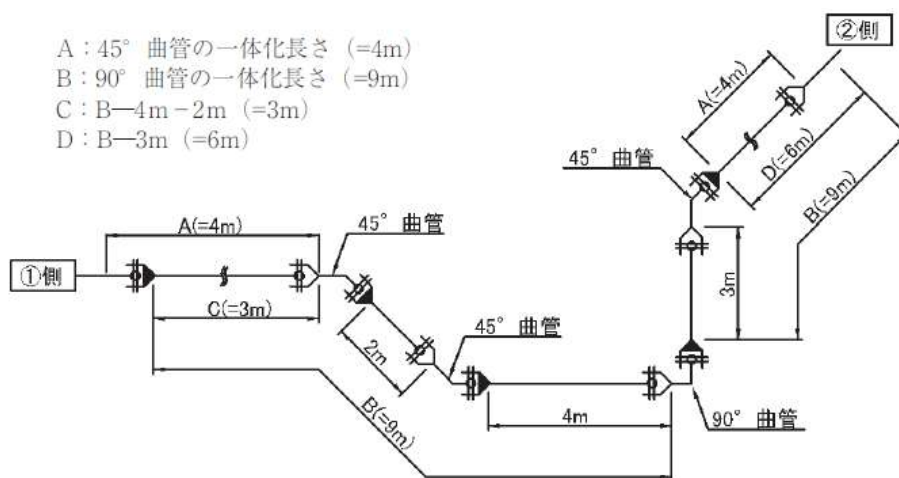 A：45° 曲管の一体化長さ（=4m）
B：90° 曲管の一体化長さ（=9m）
C：B―4m－2m（=3m）
D：B―3m（=6m）
②側
A(=4m)
D(=6m)
B(=9m)
45° 曲管
A(=4m)
45° 曲管
①側
C(=3m)
3m
2m
45° 曲管
B(=9m)
4m
90° 曲管